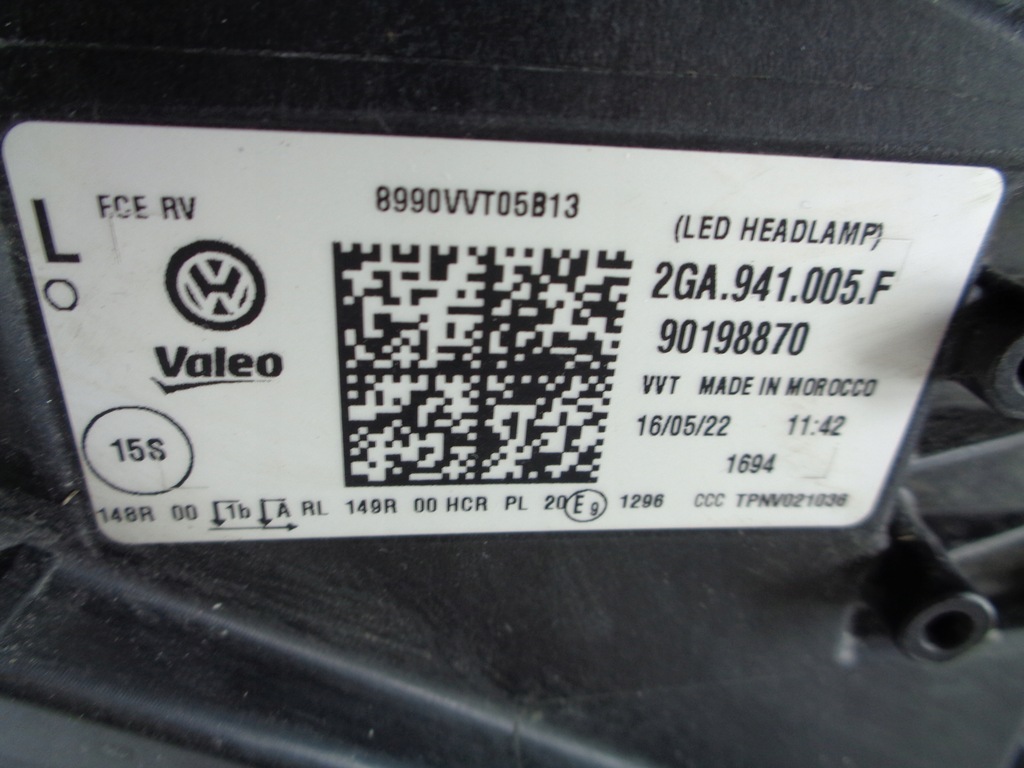 L
FCE RV
8990VVT05B13
(LED HEADLAMP)
2GA.941.005.F
90198870
Valeo
VVT MADE IN MOROCCO
16/05/22 11:42
15S
1694
148R 00 1b A RL 149R 00 HCR PL 20 E9 1296 CCC TPNV021036